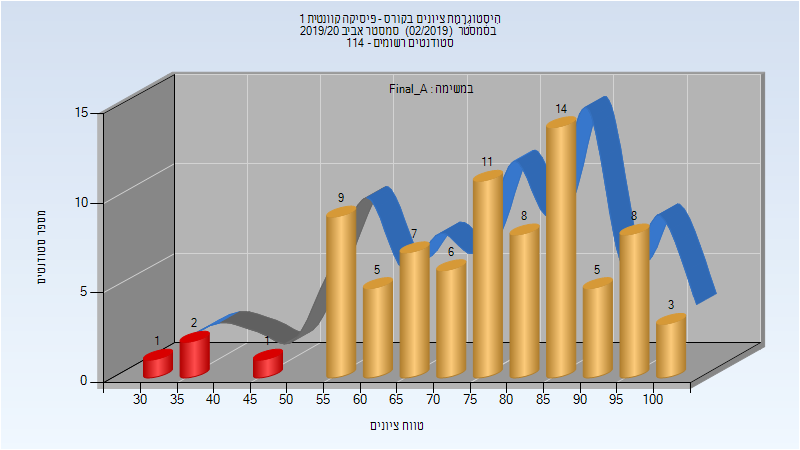 היסטוגרמת ציונים בקורס - פיסיקה קוונטית 1
בסמסטר (02/2019) סמסטר אביב 2019/20
סטודנטים רשומים - 114
במשימה : Final_A
מספר סטודנטים
15
10
5
0
1
2
1
9
5
7
6
11
8
14
5
8
3
30 35 40 45 50 55 60 65 70 75 80 85 90 95 100
טווח ציונים